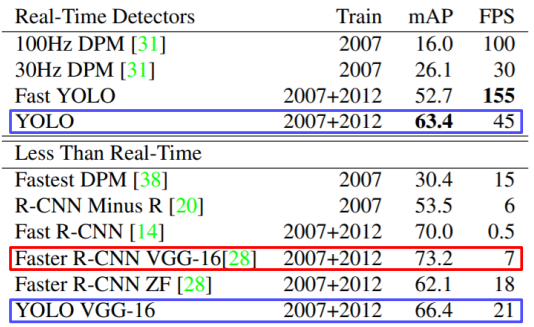 Real-Time Detectors Train mAP FPS
100Hz DPM [31] 2007 16.0 100
30Hz DPM [31] 2007 26.1 30
Fast YOLO 2007+2012 52.7 155
YOLO 2007+2012 63.4 45
Less Than Real-Time
Fastest DPM [38] 2007 30.4 15
R-CNN Minus R [20] 2007 53.5 6
Fast R-CNN [14] 2007+2012 70.0 0.5
Faster R-CNN VGG-16[28] 2007+2012 73.2 7
Faster R-CNN ZF [28] 2007+2012 62.1 18
YOLO VGG-16 2007+2012 66.4 21